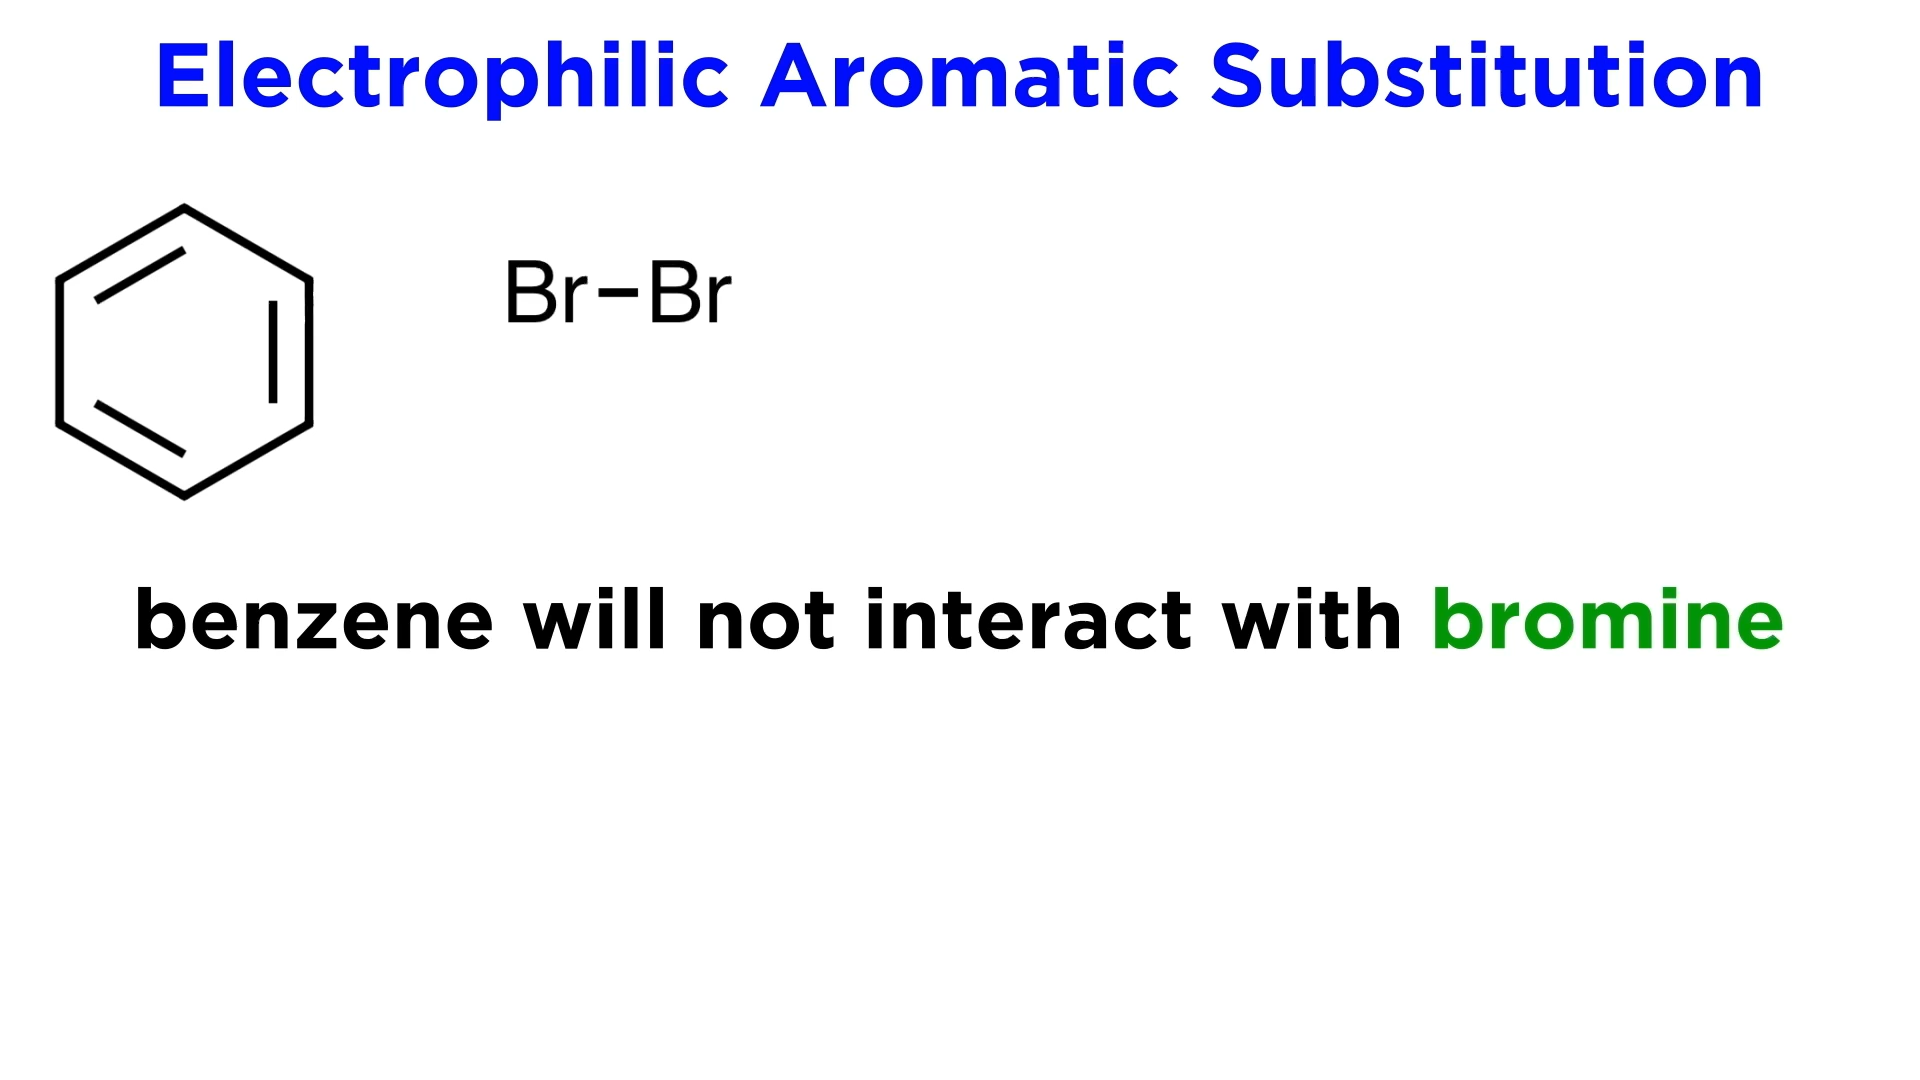 Electrophilic Aromatic Substitution
Br–Br
benzene will not interact with bromine